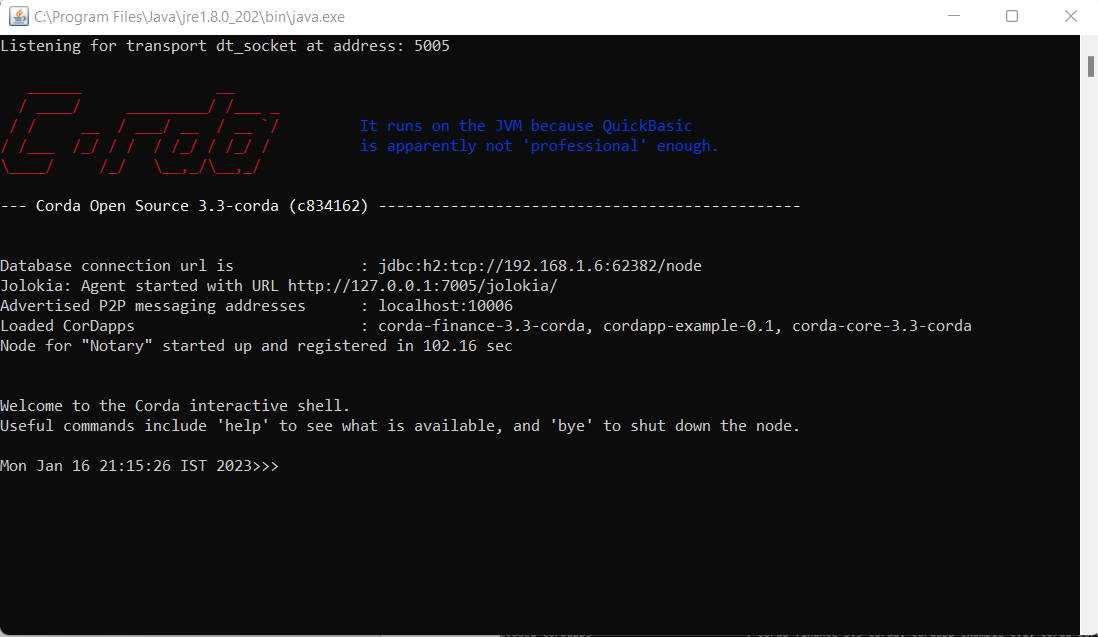 C:\Program Files\Java\jre1.8.0_202\bin\java.exe
Listening for transport dt_socket at address: 5005
Corda
It runs on the JVM because QuickBasic
is apparently not 'professional' enough.
--- Corda Open Source 3.3-corda (c834162) -----------------------------------------------
Database connection url is : jdbc:h2:tcp://192.168.1.6:62382/node
Jolokia: Agent started with URL http://127.0.0.1:7005/jolokia/
Advertised P2P messaging addresses : localhost:10006
Loaded CorDapps : corda-finance-3.3-corda, cordapp-example-0.1, corda-core-3.3-corda
Node for "Notary" started up and registered in 102.16 sec
Welcome to the Corda interactive shell.
Useful commands include 'help' to see what is available, and 'bye' to shut down the node.
Mon Jan 16 21:15:26 IST 2023>>>